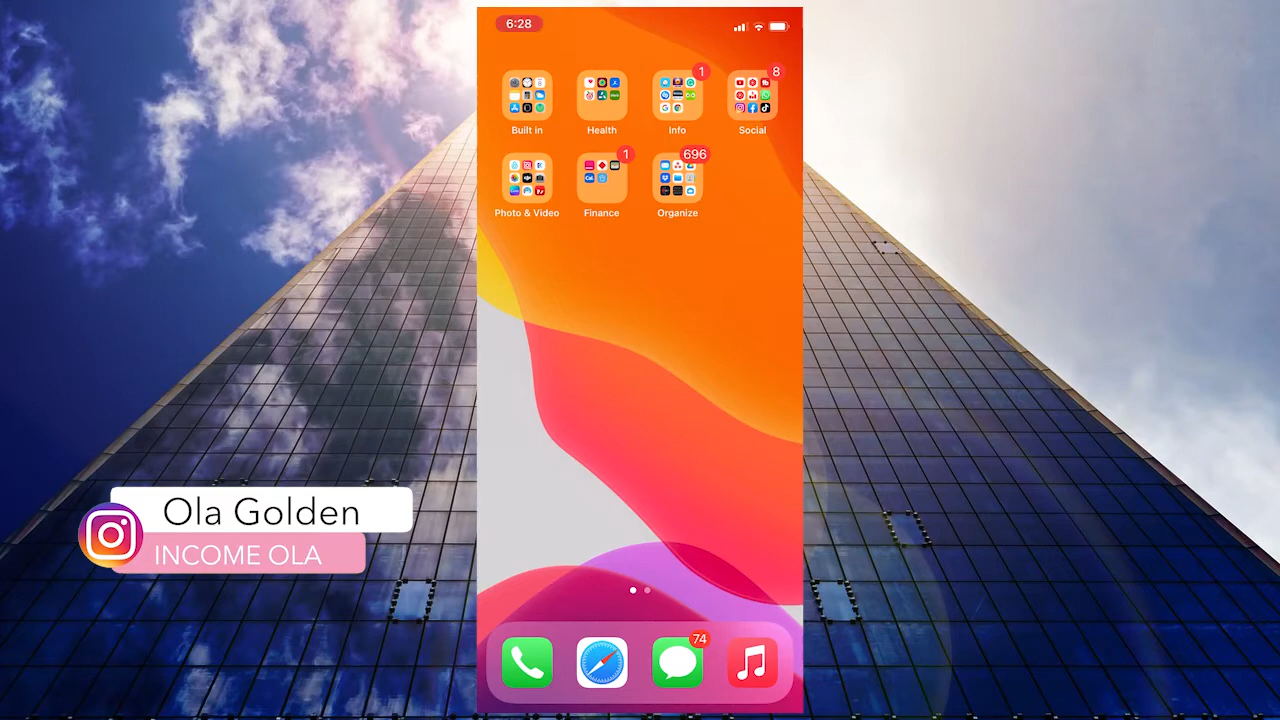 6:28
1
8
Built in
Health
Info
Social
1
696
Photo & Video
Finance
Organize
Ola Golden
INCOME OLA
74